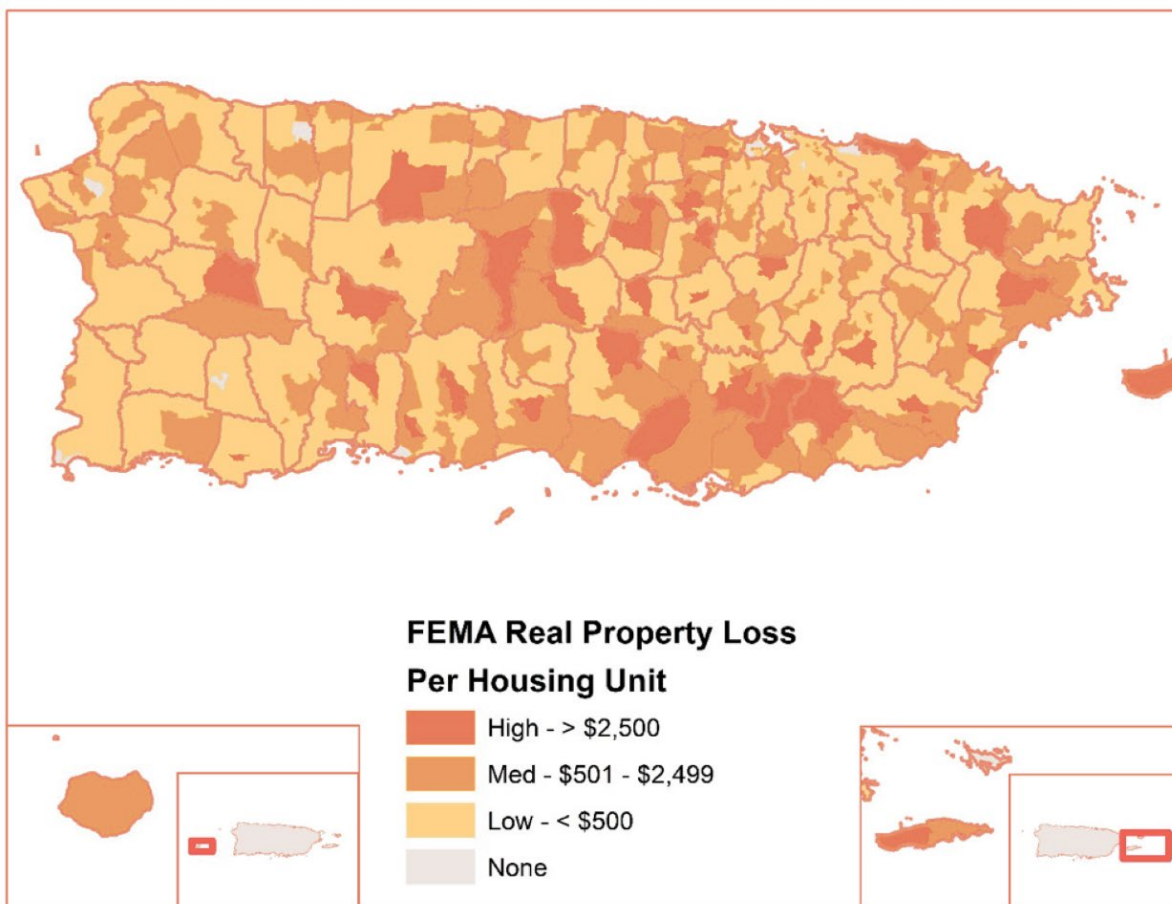 FEMA Real Property Loss
Per Housing Unit
High - > $2,500
Med - $501 - $2,499
Low - < $500
None